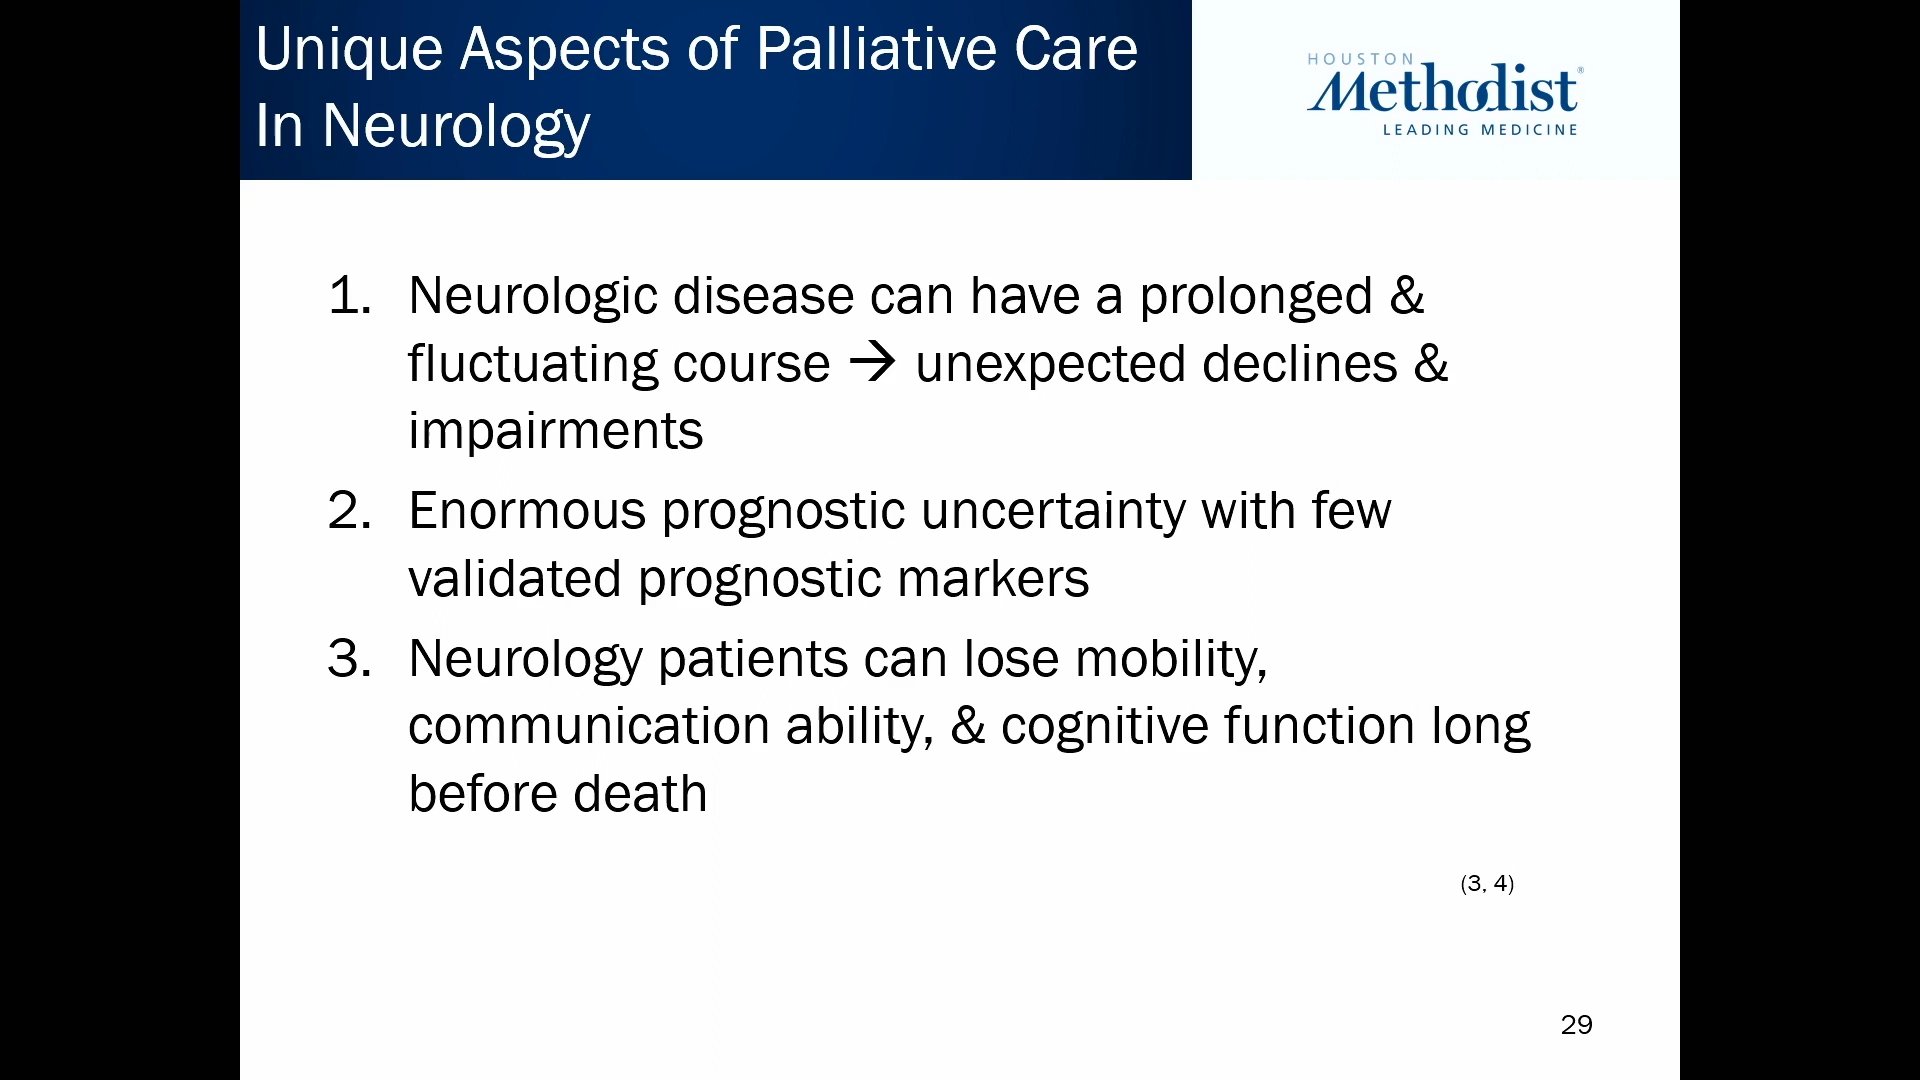 Unique Aspects of Palliative Care
In Neurology
HOUSTON
Methodist®
LEADING MEDICINE
1. Neurologic disease can have a prolonged &
fluctuating course → unexpected declines &
impairments
2. Enormous prognostic uncertainty with few
validated prognostic markers
3. Neurology patients can lose mobility,
communication ability, & cognitive function long
before death
(3, 4)
29